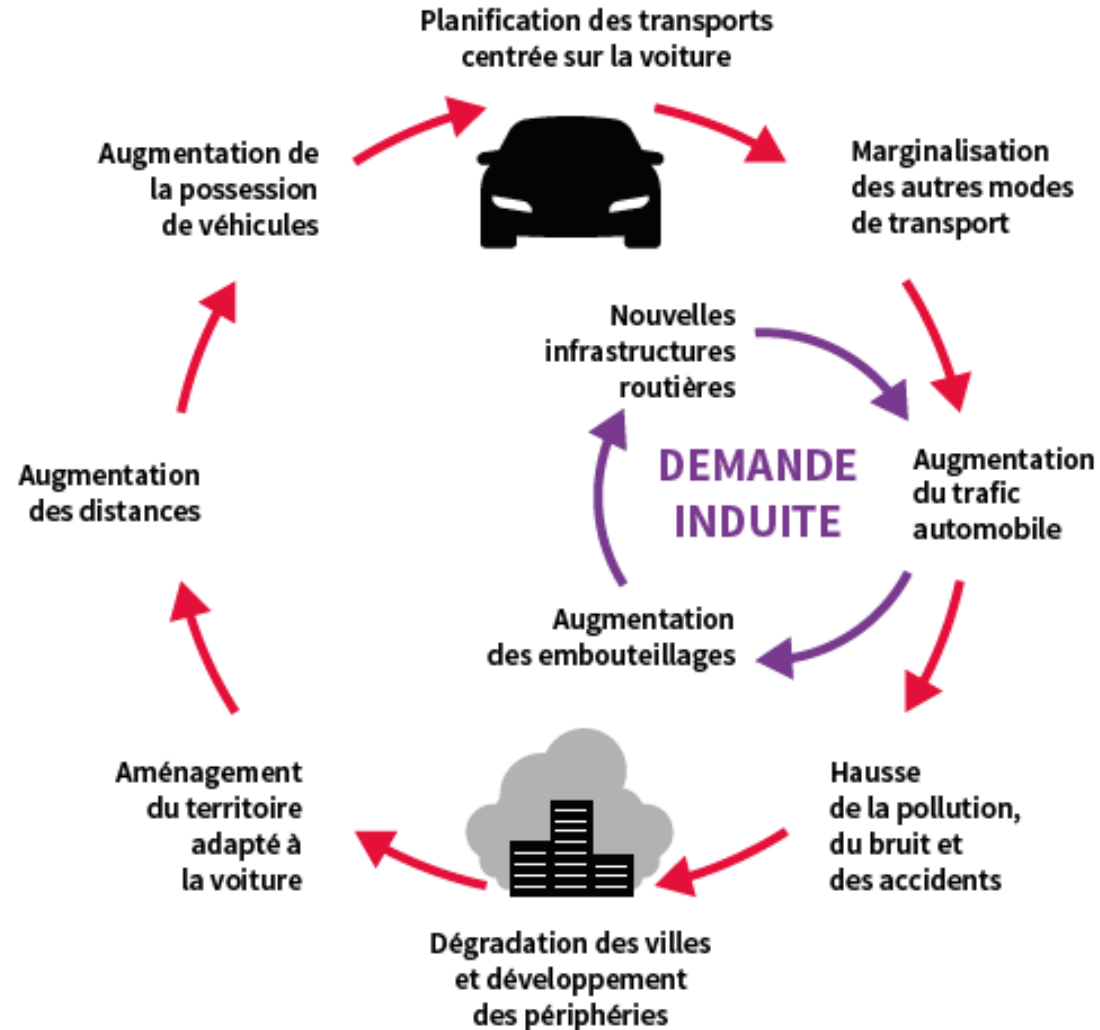 Planification des transports
centrée sur la voiture
Marginalisation
des autres modes
de transport
Augmentation de
la possession
de véhicules
Nouvelles
infrastructures
routières
DEMANDE
INDUITE
Augmentation
du trafic
automobile
Augmentation
des distances
Augmentation
des embouteillages
Hausse
de la pollution,
du bruit et
des accidents
Aménagement
du territoire
adapté à
la voiture
Dégradation des villes
et développement
des périphéries